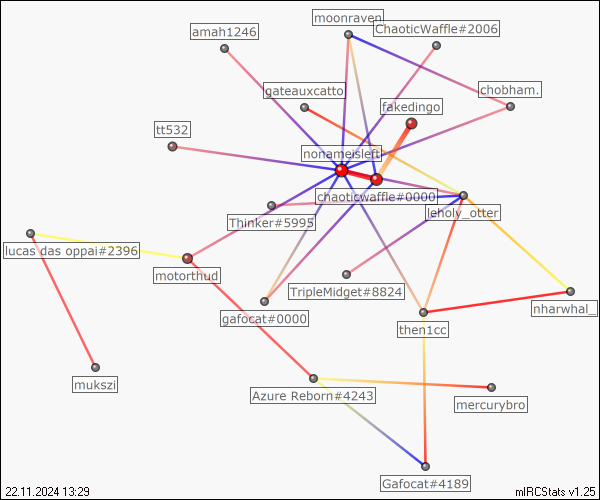 moonraven
amah1246
ChaoticWaffle#2006
gateauxcatto
chobham.
fakedingo
tt532
nonameisleft
chaoticwaffle#0000
leholy_otter
Thinker#5995
lucas das oppai#2396
motorthud
TripleMidget#8824
nharwhal_
gafocat#0000
then1cc
mukszi
Azure Reborn#4243
mercurybro
Gafocat#4189
22.11.2024 13:29
mIRCStats v1.25